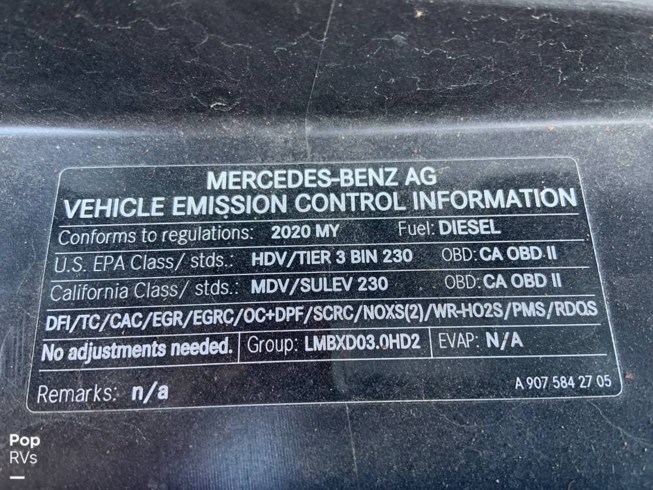 MERCEDES-BENZ AG
VEHICLE EMISSION CONTROL INFORMATION
Conforms to regulations: 2020 MY Fuel: DIESEL
U.S. EPA Class/ stds.: HDV/TIER 3 BIN 230 OBD: CA OBD II
California Class/ stds.: MDV/SULEV 230 OBD: CA OBD II
DFI/TC/CAC/EGR/EGRC/OC+DPF/SCRC/NOXS(2)/WR-HO2S/PMS/RDQS
No adjustments needed. Group: LMBXD03.0HD2 EVAP: N/A
Remarks: n/a A 907 584 27 05
Pop
RVs